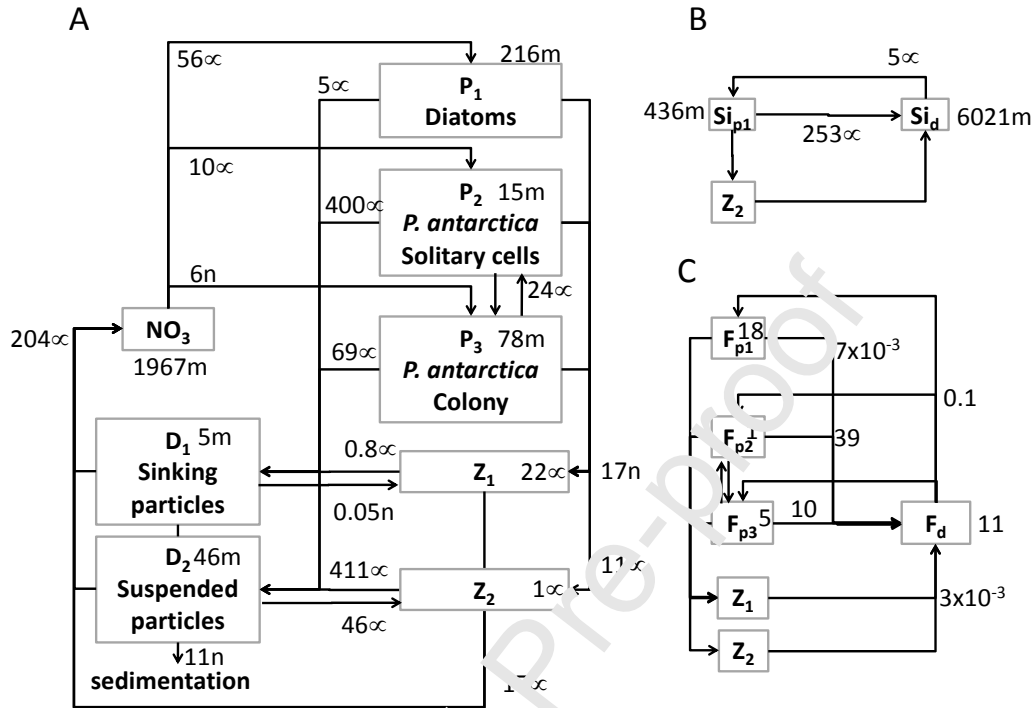 A
56∝
216m
5∝
P1
Diatoms
10∝
P2 15m
400∝
P. antarctica
Solitary cells
6n
24∝
204∝
NO3
1967m
P3 78m
69∝
P. antarctica
Colony
D1 5m
Sinking
particles
0.8∝
0.05n
Z1 22∝
17n
D2 46m
Suspended
particles
411∝
46∝
Z2 1∝
11n
sedimentation
B
5∝
436m
Sip1
253∝
Sid
6021m
Z2
C
Fp1 18
7x10-3
0.1
Fp2 1
39
Fp3 5
10
Fd
11
Z1
3x10-3
Z2
Pre-proof